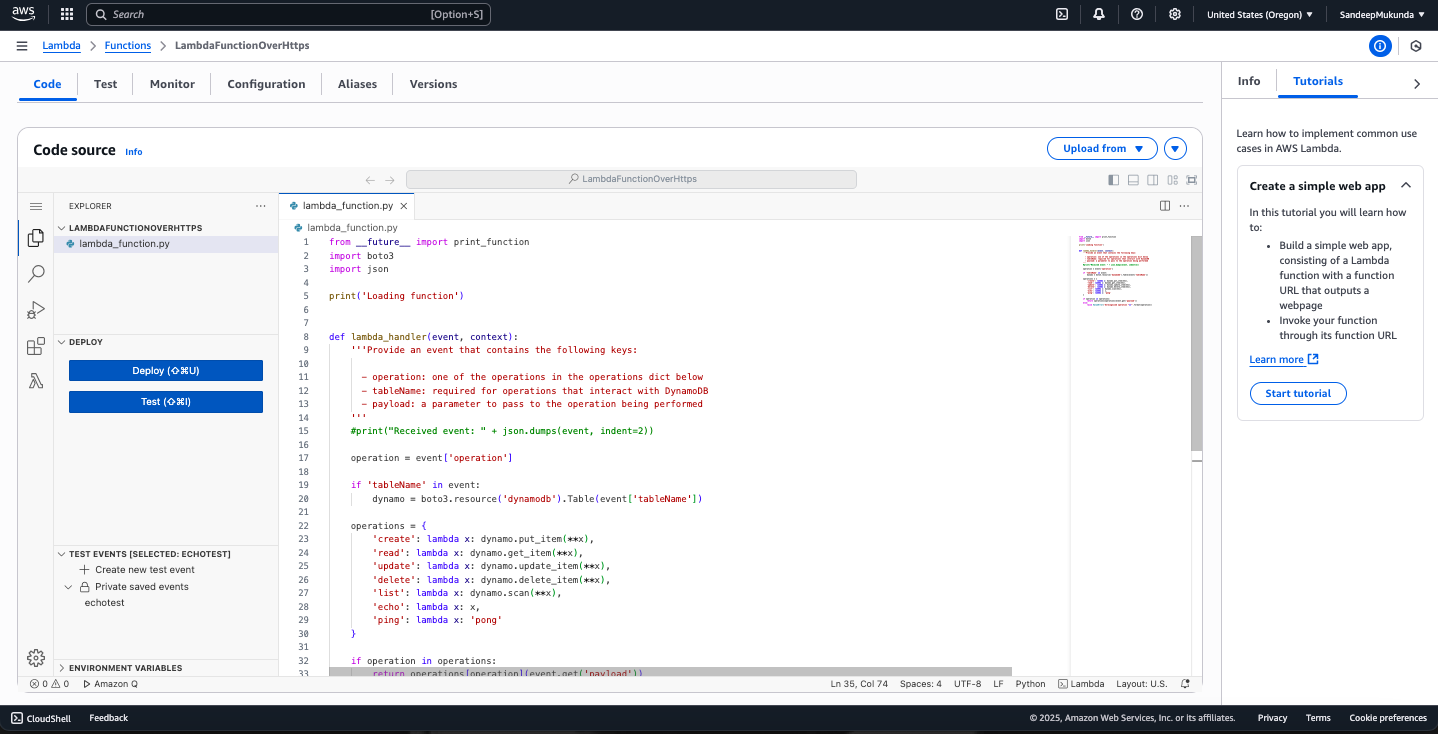 aws
Search [Option+S]
United States (Oregon) ▼
SandeepMukunda ▼
Lambda > Functions > LambdaFunctionOverHttps
Code
Test
Monitor
Configuration
Aliases
Versions
Info
Tutorials
Code source Info
Upload from ▼
LambdaFunctionOverHttps
EXPLORER
LAMBDAFUNCTIONOVERHTTPS
lambda_function.py
DEPLOY
Deploy (⇧⌘U)
Test (⇧⌘I)
TEST EVENTS [SELECTED: ECHOTEST]
Create new test event
Private saved events
echotest
ENVIRONMENT VARIABLES
lambda_function.py
lambda_function.py
1 from __future__ import print_function
2 import boto3
3 import json
4
5 print('Loading function')
6
7
8 def lambda_handler(event, context):
9     '''Provide an event that contains the following keys:
10
11       - operation: one of the operations in the operations dict below
12       - tableName: required for operations that interact with DynamoDB
13       - payload: a parameter to pass to the operation being performed
14     '''
15     #print("Received event: " + json.dumps(event, indent=2))
16
17     operation = event['operation']
18
19     if 'tableName' in event:
20         dynamo = boto3.resource('dynamodb').Table(event['tableName'])
21
22     operations = {
23         'create': lambda x: dynamo.put_item(**x),
24         'read': lambda x: dynamo.get_item(**x),
25         'update': lambda x: dynamo.update_item(**x),
26         'delete': lambda x: dynamo.delete_item(**x),
27         'list': lambda x: dynamo.scan(**x),
28         'echo': lambda x: x,
29         'ping': lambda x: 'pong'
30     }
31
32     if operation in operations:
33         return operations[operation](event.get('payload'))
0 0 Amazon Q
Ln 35, Col 74 Spaces: 4 UTF-8 LF Python Lambda Layout: U.S.
Learn how to implement common use
cases in AWS Lambda.
Create a simple web app
In this tutorial you will learn how
to:
• Build a simple web app,
consisting of a Lambda
function with a function
URL that outputs a
webpage
• Invoke your function
through its function URL
Learn more
Start tutorial
CloudShell Feedback
© 2025, Amazon Web Services, Inc. or its affiliates. Privacy Terms Cookie preferences